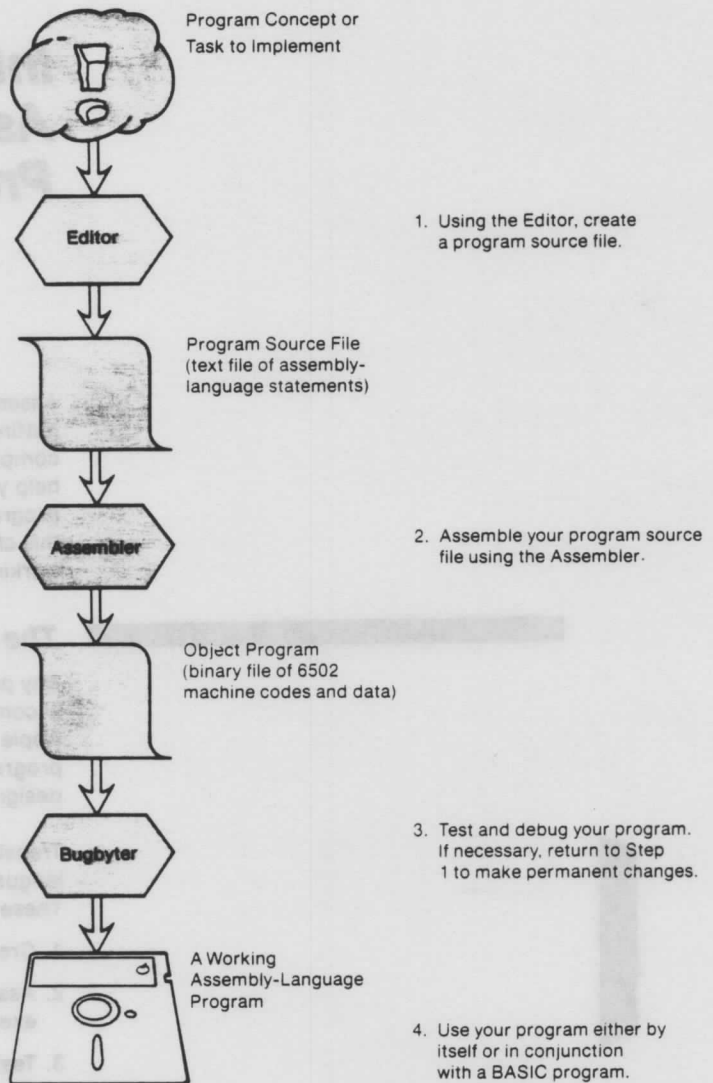 Program Concept or
Task to Implement
Editor
1. Using the Editor, create
a program source file.
Program Source File
(text file of assembly-
language statements)
Assembler
2. Assemble your program source
file using the Assembler.
Object Program
(binary file of 6502
machine codes and data)
Bugbyter
3. Test and debug your program.
If necessary, return to Step
1 to make permanent changes.
A Working
Assembly-Language
Program
4. Use your program either by
itself or in conjunction
with a BASIC program.